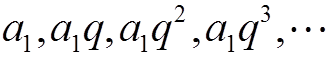 a₁, a₁q, a₁q², a₁q³, ⋯